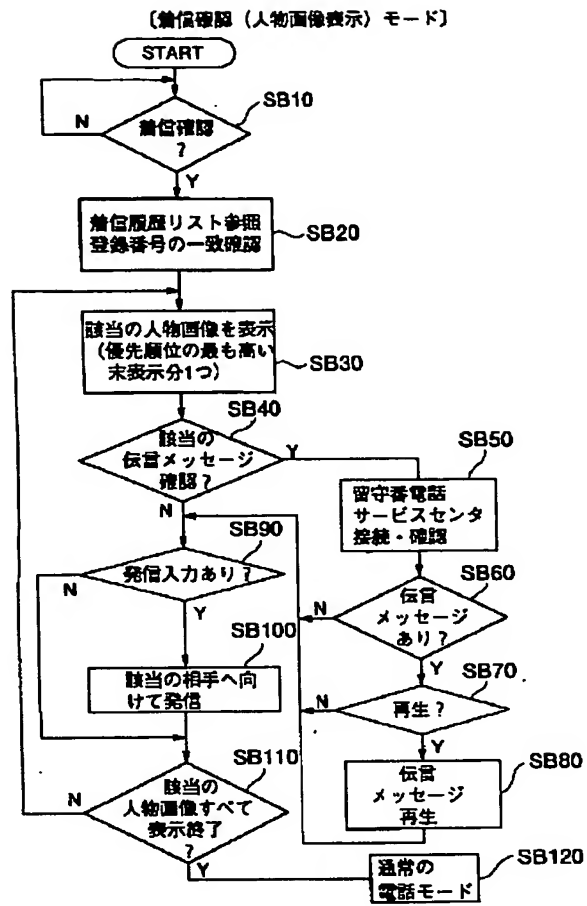 〔着信確認（人物画像表示）モード〕
START
SB10
N
着信確認
?
Y
着信履歴リスト参照
登録番号の一致確認
SB20
該当の人物画像を表示
（優先順位の最も高い
末表示分1つ）
SB30
SB40
該当の
伝言メッセージ
確認?
Y
N
SB50
留守番電話
サービスセンタ
接続・確認
SB90
発信入力あり?
N
Y
SB60
伝言
メッセージ
あり?
N
Y
SB100
該当の相手へ向
けて発信
SB70
再生?
N
Y
SB110
該当の
人物画像すべて
表示終了
?
N
Y
SB80
伝言
メッセージ
再生
SB120
通常の
電話モード